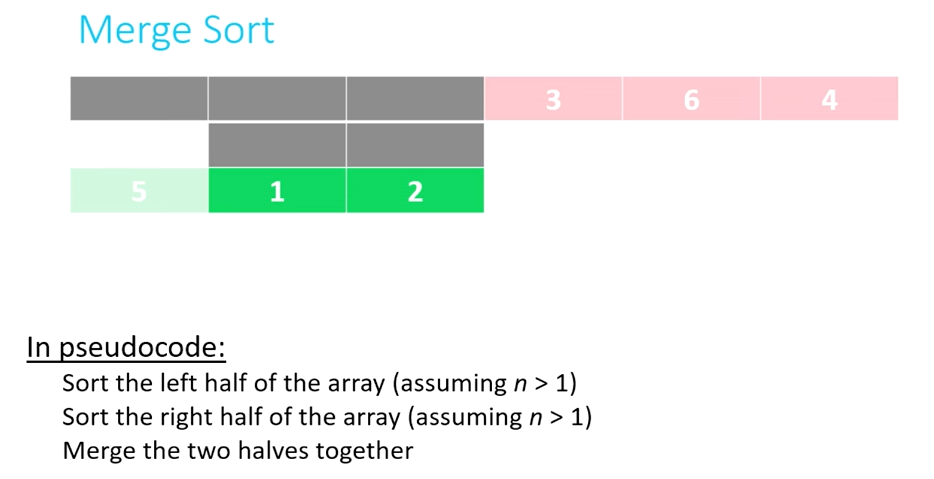 Merge Sort
3 6 4
5 1 2
In pseudocode:
Sort the left half of the array (assuming n > 1)
Sort the right half of the array (assuming n > 1)
Merge the two halves together